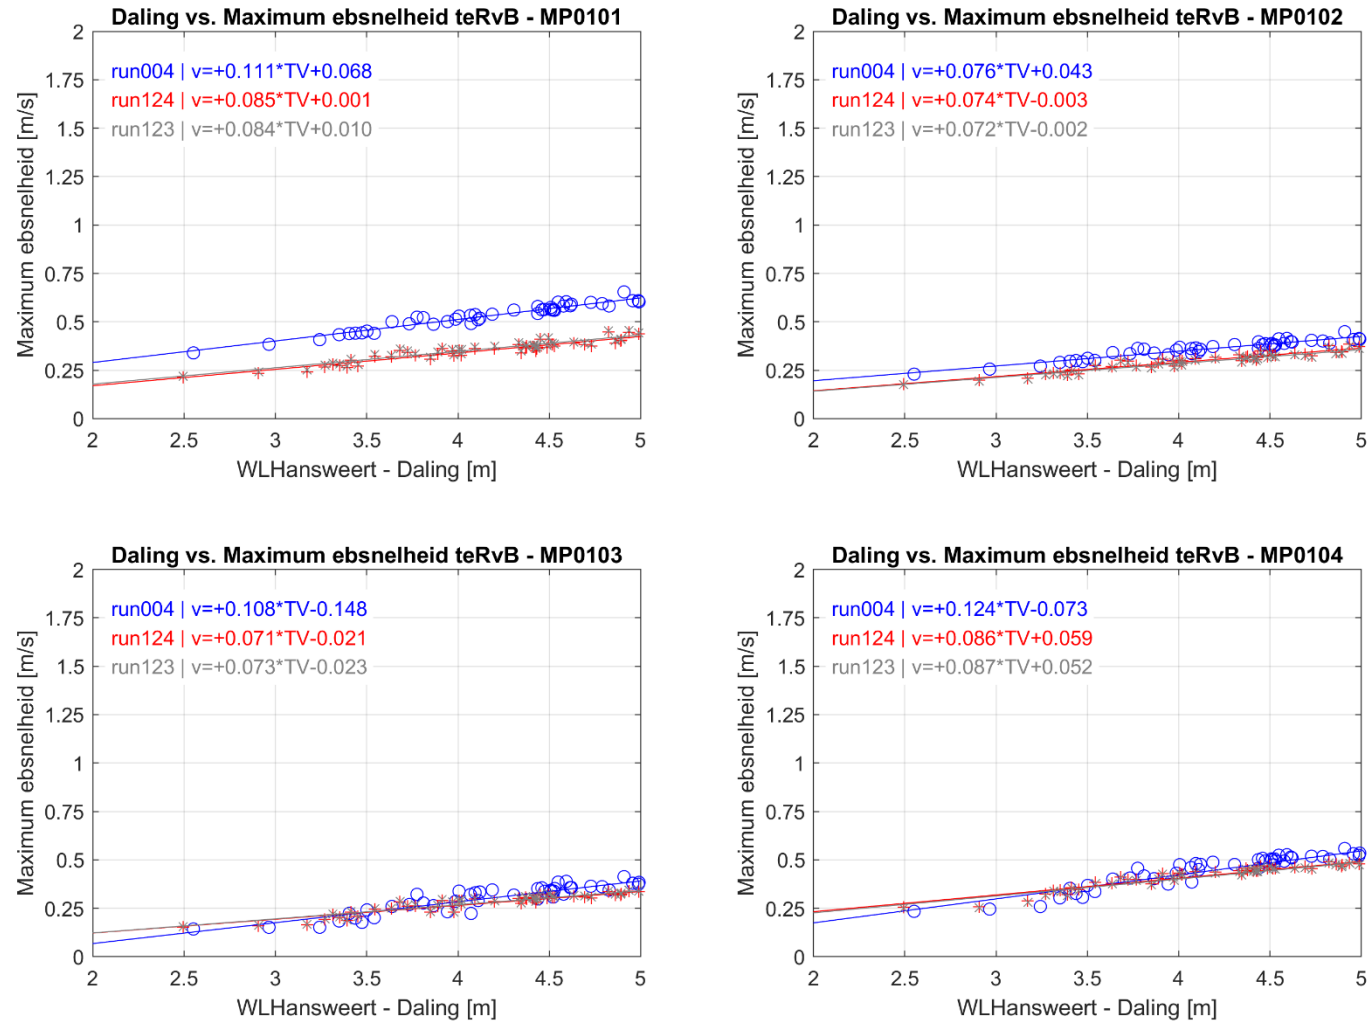 Daling vs. Maximum ebsnelheid teRvB - MP0101
run004 | v=+0.111*TV+0.068
run124 | v=+0.085*TV+0.001
run123 | v=+0.084*TV+0.010
Maximum ebsnelheid [m/s]
2
1.75
1.5
1.25
1
0.75
0.5
0.25
0
2 2.5 3 3.5 4 4.5 5
WLHansweert - Daling [m]
Daling vs. Maximum ebsnelheid teRvB - MP0102
run004 | v=+0.076*TV+0.043
run124 | v=+0.074*TV-0.003
run123 | v=+0.072*TV-0.002
Maximum ebsnelheid [m/s]
2
1.75
1.5
1.25
1
0.75
0.5
0.25
0
2 2.5 3 3.5 4 4.5 5
WLHansweert - Daling [m]
Daling vs. Maximum ebsnelheid teRvB - MP0103
run004 | v=+0.108*TV-0.148
run124 | v=+0.071*TV-0.021
run123 | v=+0.073*TV-0.023
Maximum ebsnelheid [m/s]
2
1.75
1.5
1.25
1
0.75
0.5
0.25
0
2 2.5 3 3.5 4 4.5 5
WLHansweert - Daling [m]
Daling vs. Maximum ebsnelheid teRvB - MP0104
run004 | v=+0.124*TV-0.073
run124 | v=+0.086*TV+0.059
run123 | v=+0.087*TV+0.052
Maximum ebsnelheid [m/s]
2
1.75
1.5
1.25
1
0.75
0.5
0.25
0
2 2.5 3 3.5 4 4.5 5
WLHansweert - Daling [m]